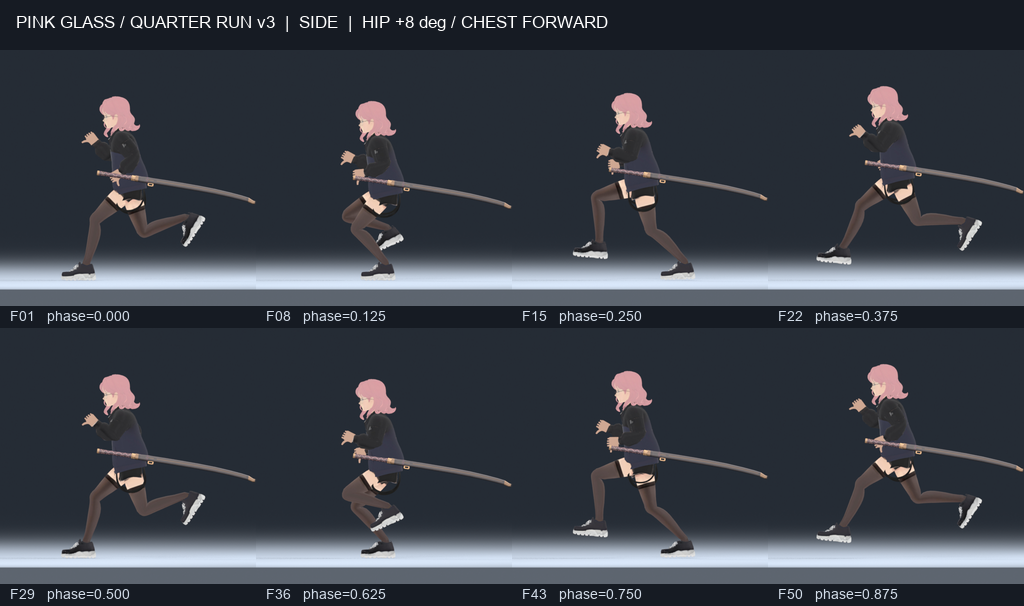 PINK GLASS / QUARTER RUN v3 | SIDE | HIP +8 deg / CHEST FORWARD
F01 phase=0.000
F08 phase=0.125
F15 phase=0.250
F22 phase=0.375
F29 phase=0.500
F36 phase=0.625
F43 phase=0.750
F50 phase=0.875